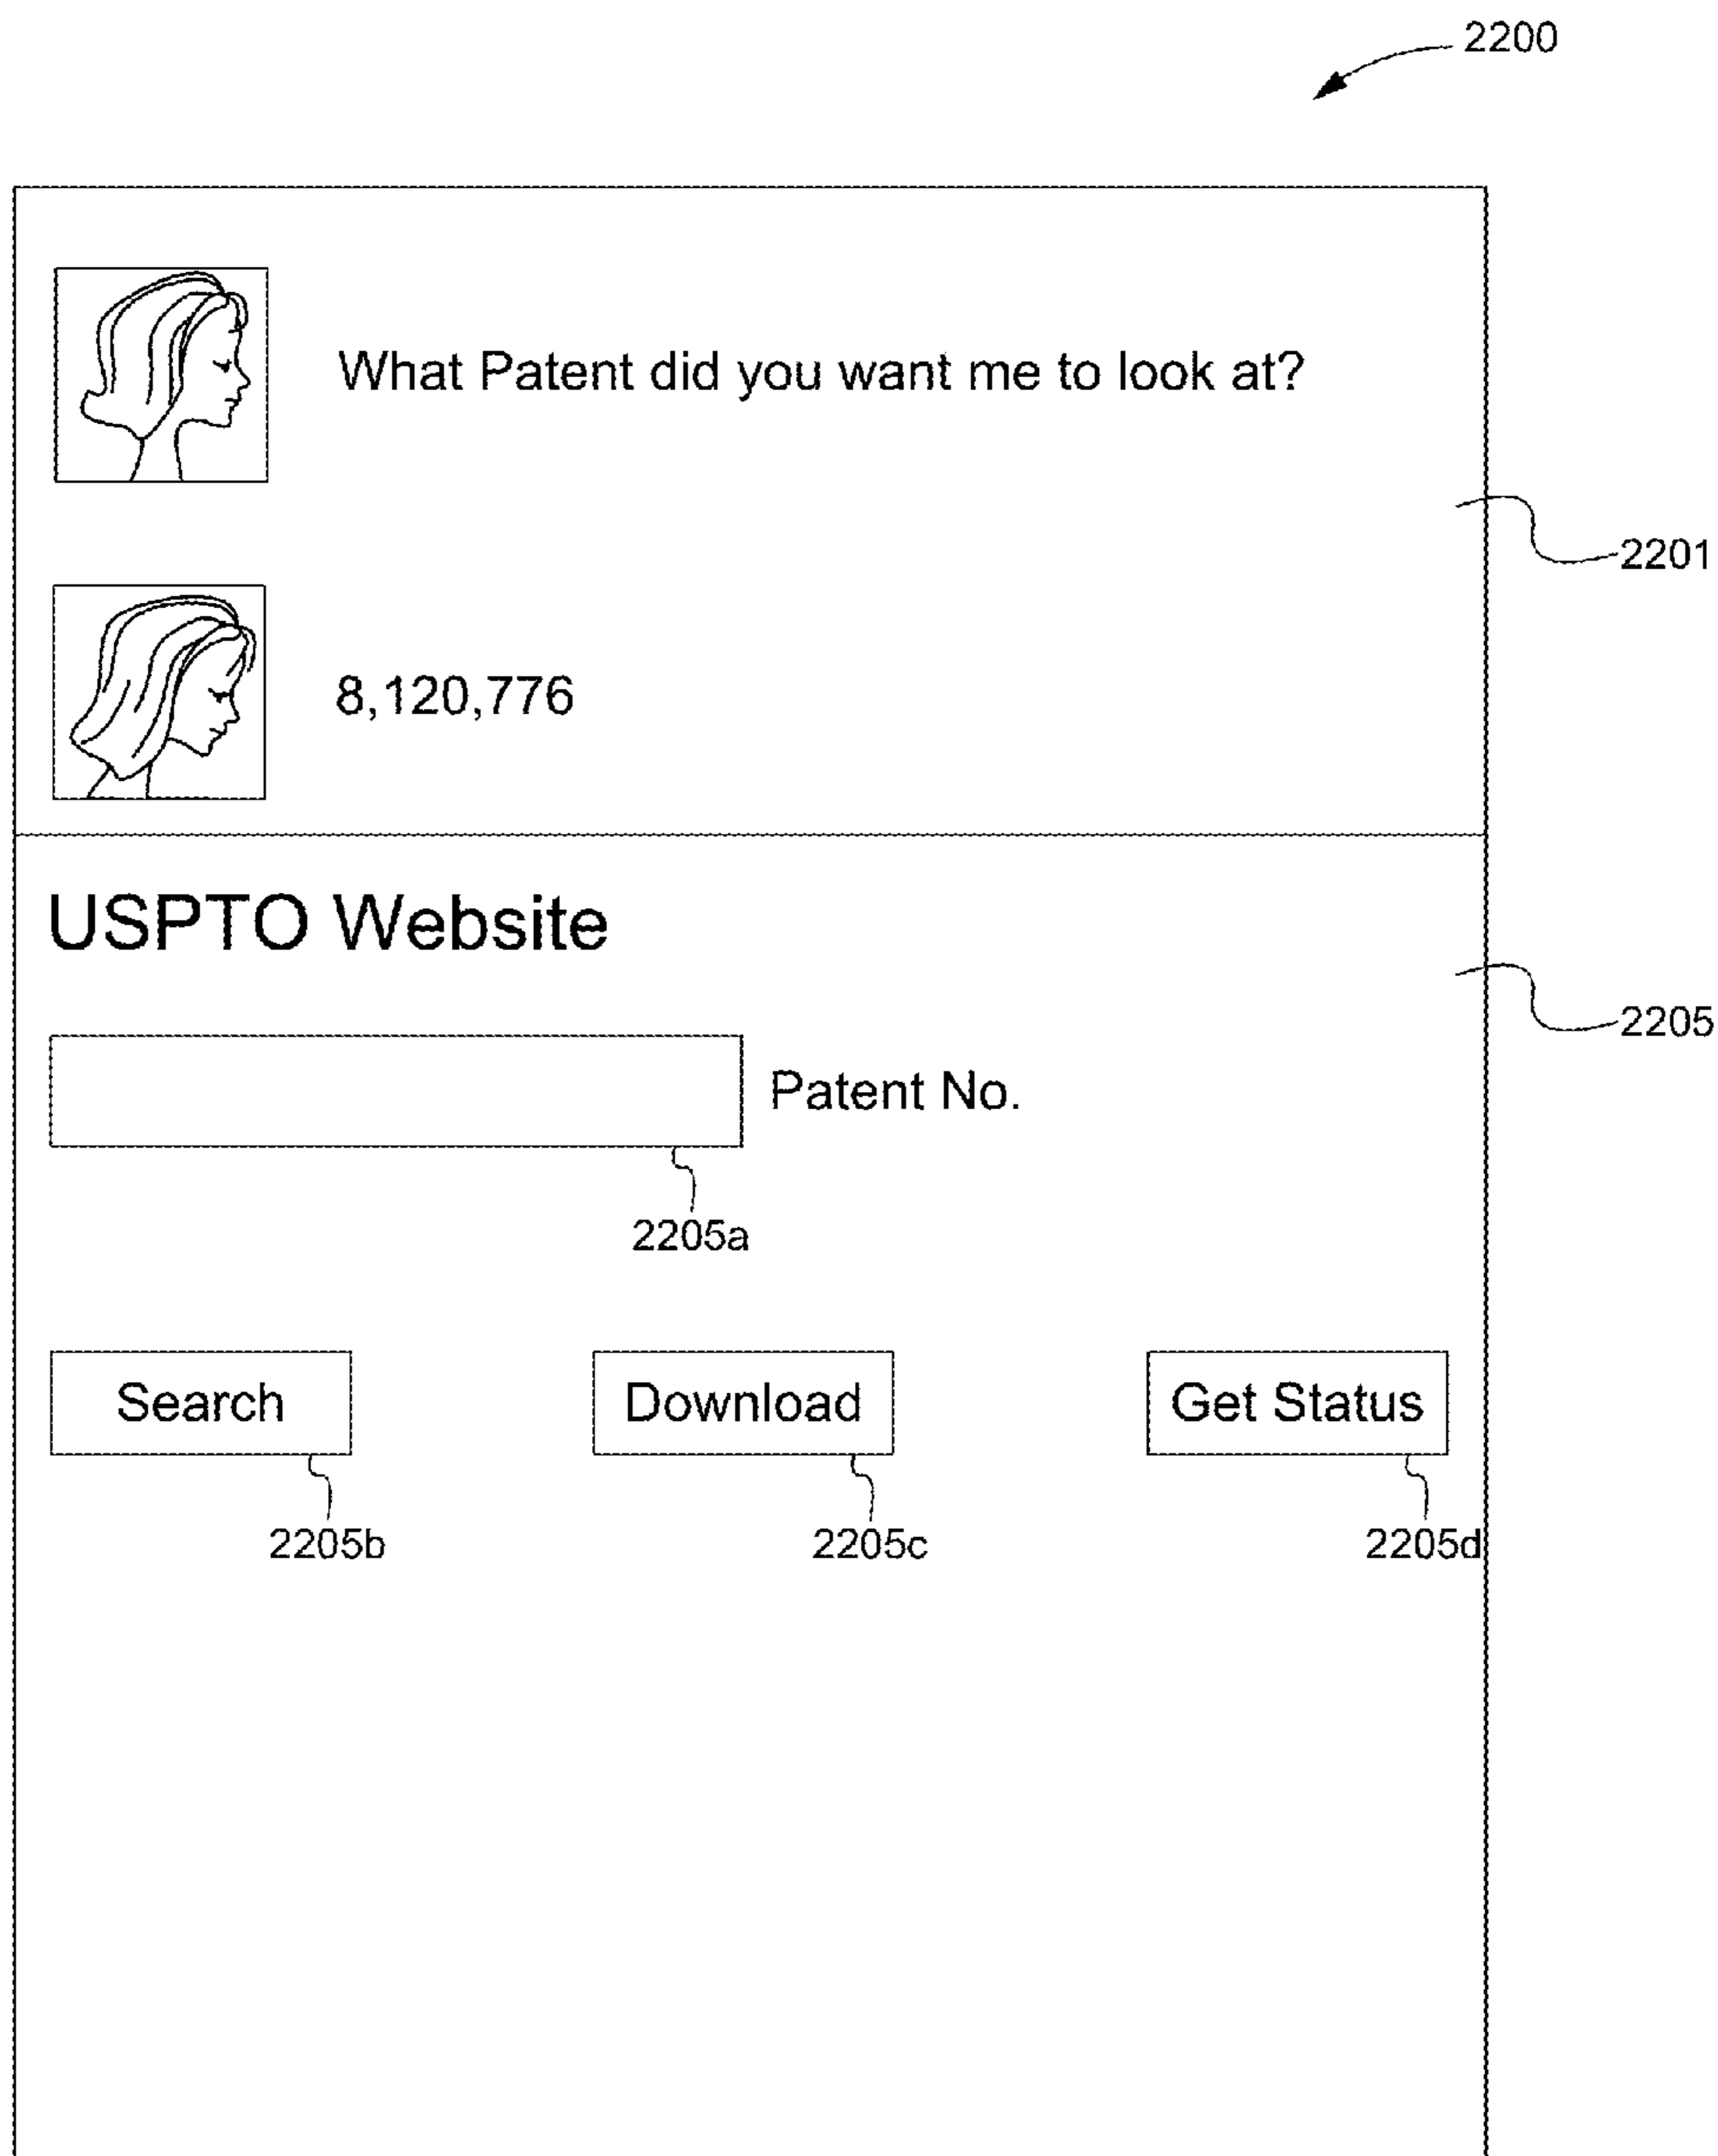 2200
What Patent did you want me to look at?
2201
8,120,776
USPTO Website
2205
Patent No.
2205a
Search Download Get Status
2205b 2205c 2205d